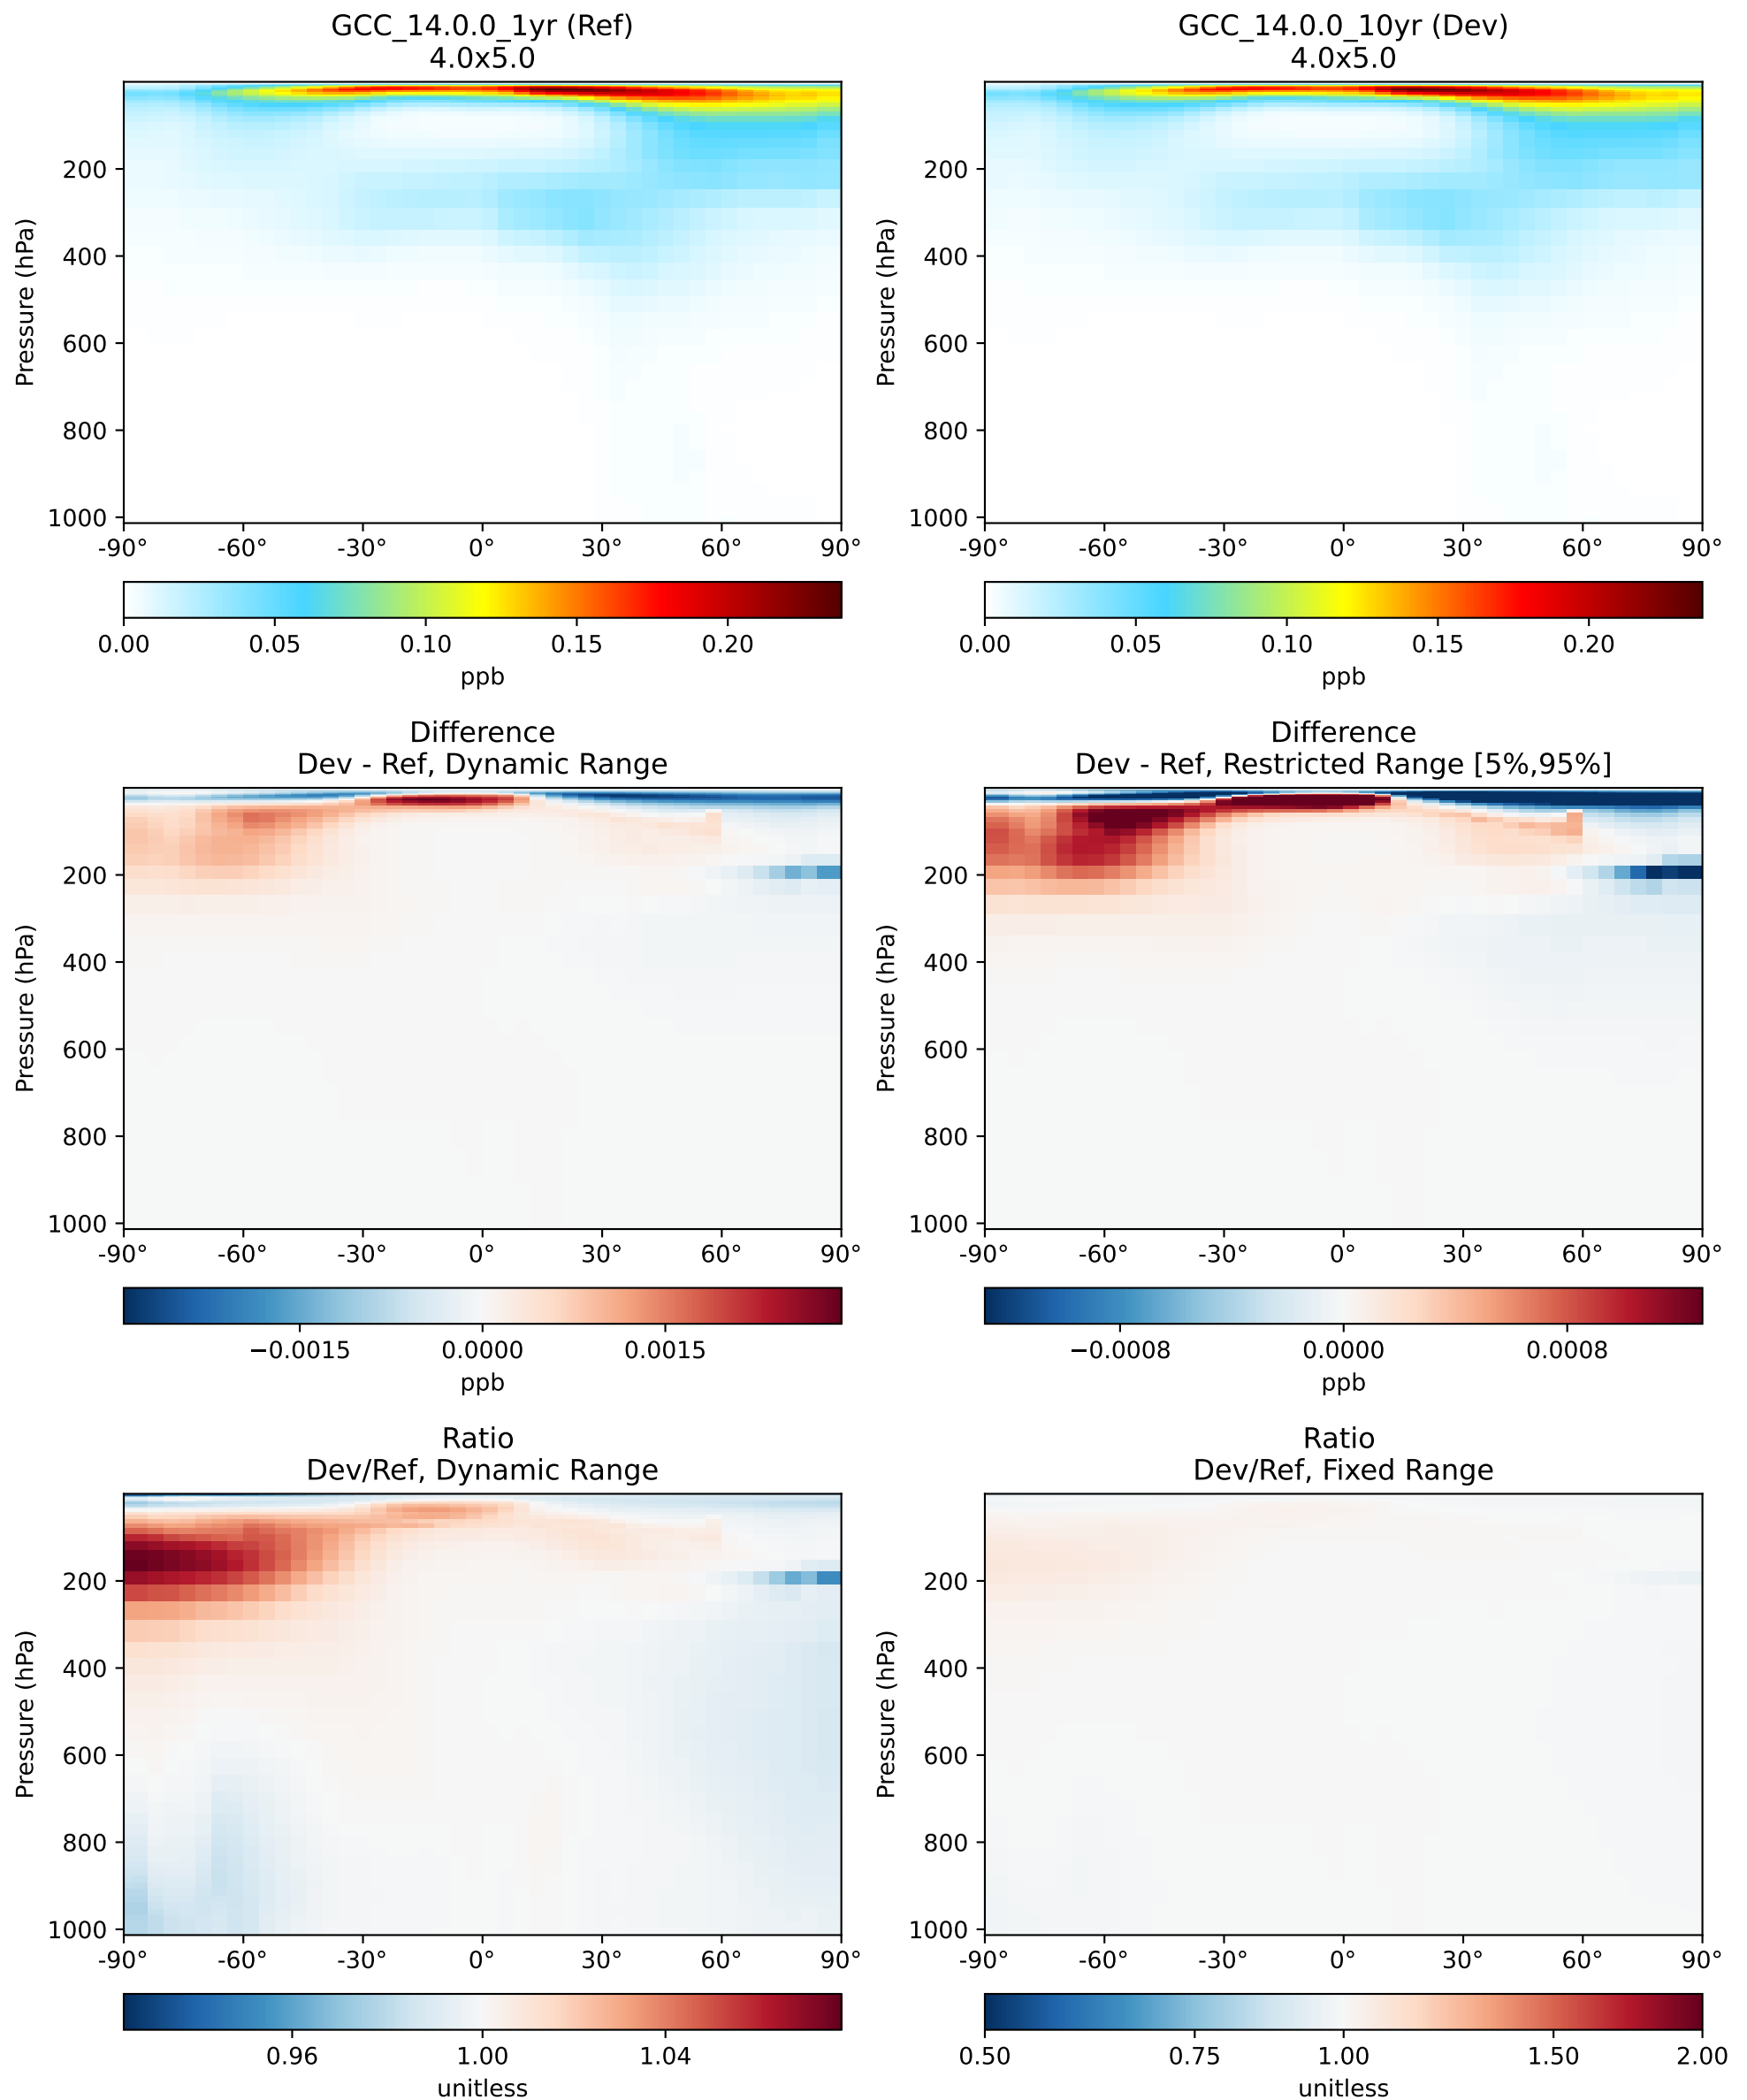 GCC_14.0.0_1yr (Ref)
4.0x5.0
Pressure (hPa)
200
400
600
800
1000
-90° -60° -30° 0° 30° 60° 90°
0.00 0.05 0.10 0.15 0.20
ppb
GCC_14.0.0_10yr (Dev)
4.0x5.0
Pressure (hPa)
200
400
600
800
1000
-90° -60° -30° 0° 30° 60° 90°
0.00 0.05 0.10 0.15 0.20
ppb
Difference
Dev - Ref, Dynamic Range
Pressure (hPa)
200
400
600
800
1000
-90° -60° -30° 0° 30° 60° 90°
−0.0015 0.0000 0.0015
ppb
Difference
Dev - Ref, Restricted Range [5%,95%]
Pressure (hPa)
200
400
600
800
1000
-90° -60° -30° 0° 30° 60° 90°
−0.0008 0.0000 0.0008
ppb
Ratio
Dev/Ref, Dynamic Range
Pressure (hPa)
200
400
600
800
1000
-90° -60° -30° 0° 30° 60° 90°
0.96 1.00 1.04
unitless
Ratio
Dev/Ref, Fixed Range
Pressure (hPa)
200
400
600
800
1000
-90° -60° -30° 0° 30° 60° 90°
0.50 0.75 1.00 1.50 2.00
unitless